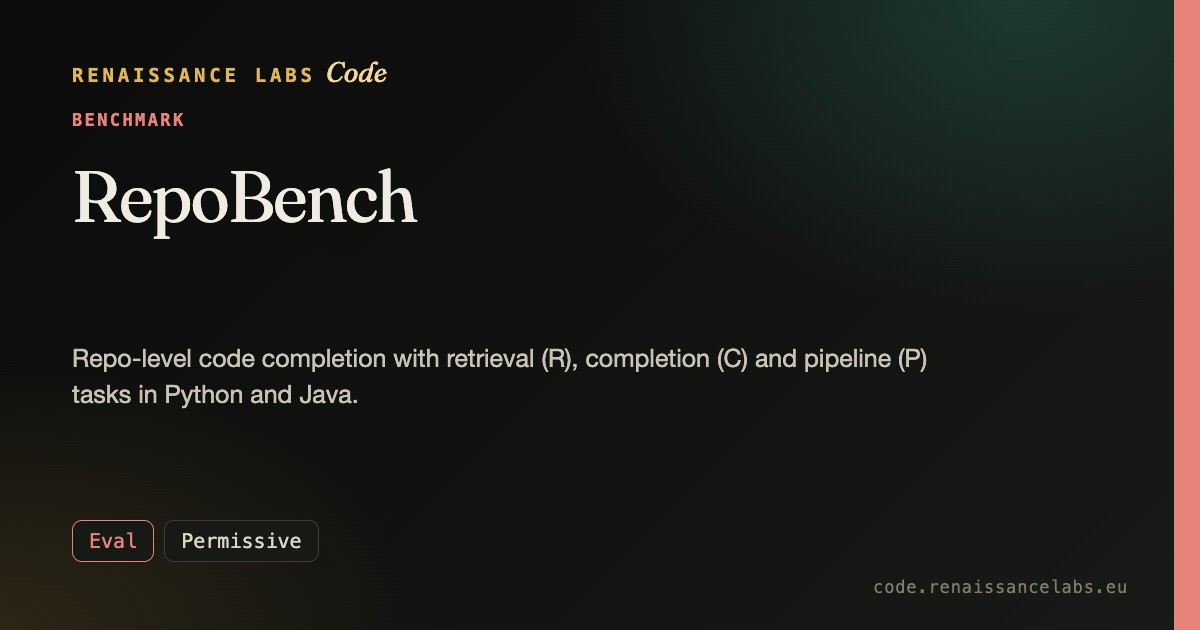 RENAISSANCE LABS Code
BENCHMARK
RepoBench
Repo-level code completion with retrieval (R), completion (C) and pipeline (P)
tasks in Python and Java.
Eval Permissive
code.renaissancelabs.eu